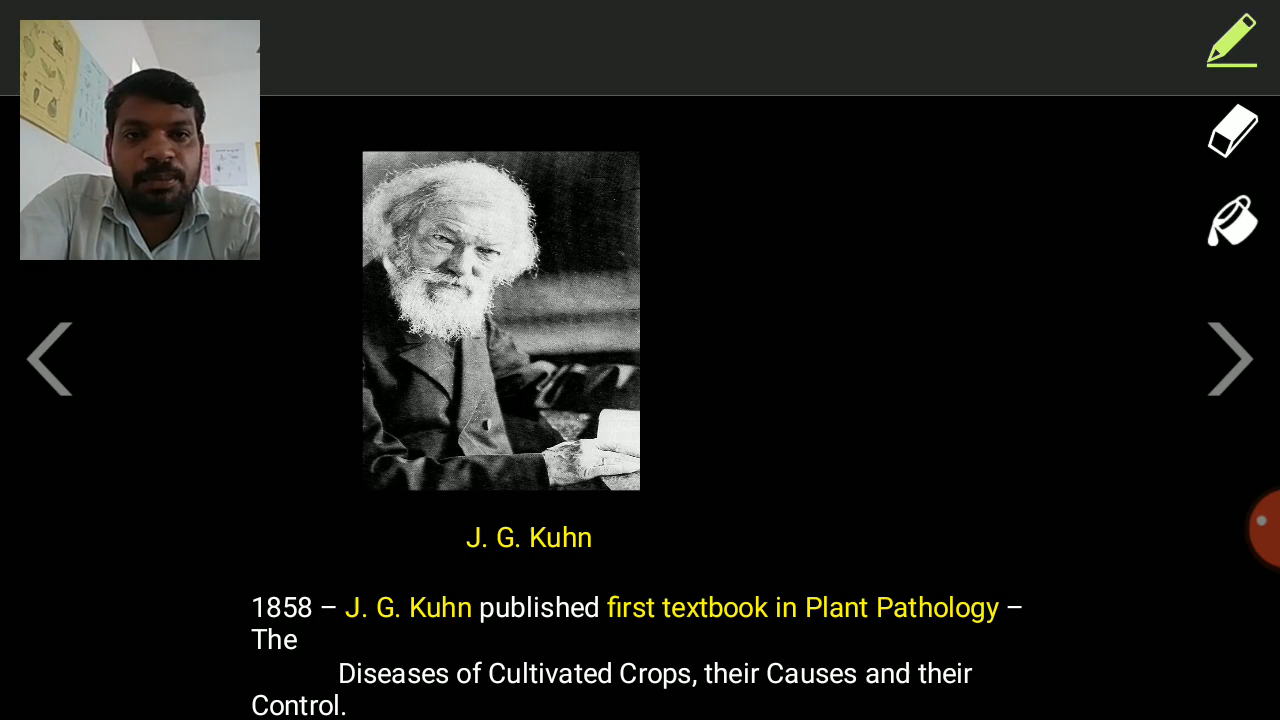 J. G. Kuhn
1858 – J. G. Kuhn published first textbook in Plant Pathology –
The
Diseases of Cultivated Crops, their Causes and their
Control.